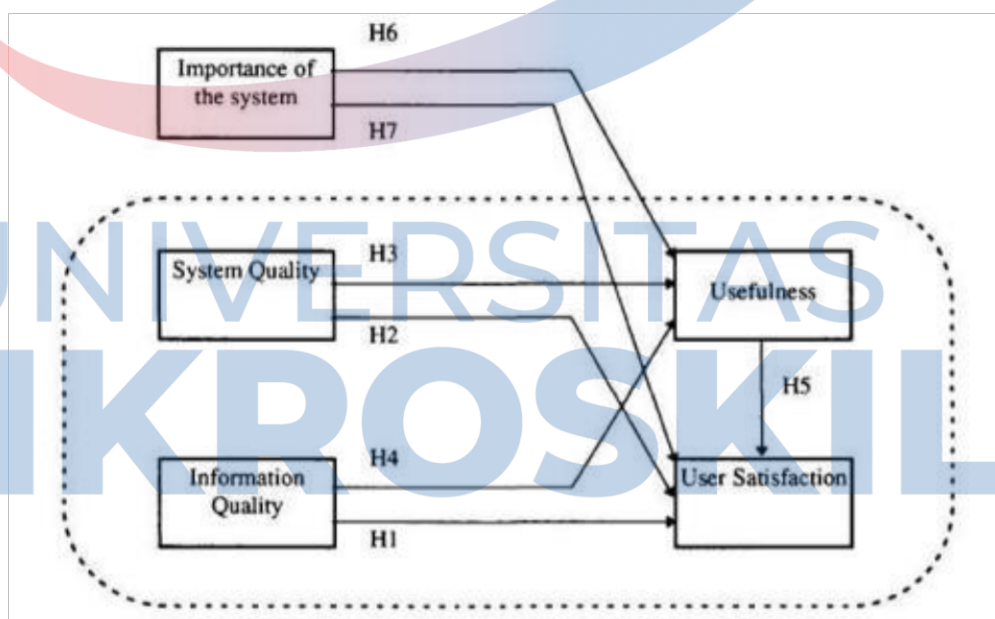 H6
Importance of
the system
H7
UNIVERSITAS
H3
System Quality
Usefulness
H2
MIKROSKIL
H5
H4
Information
Quality
User Satisfaction
H1